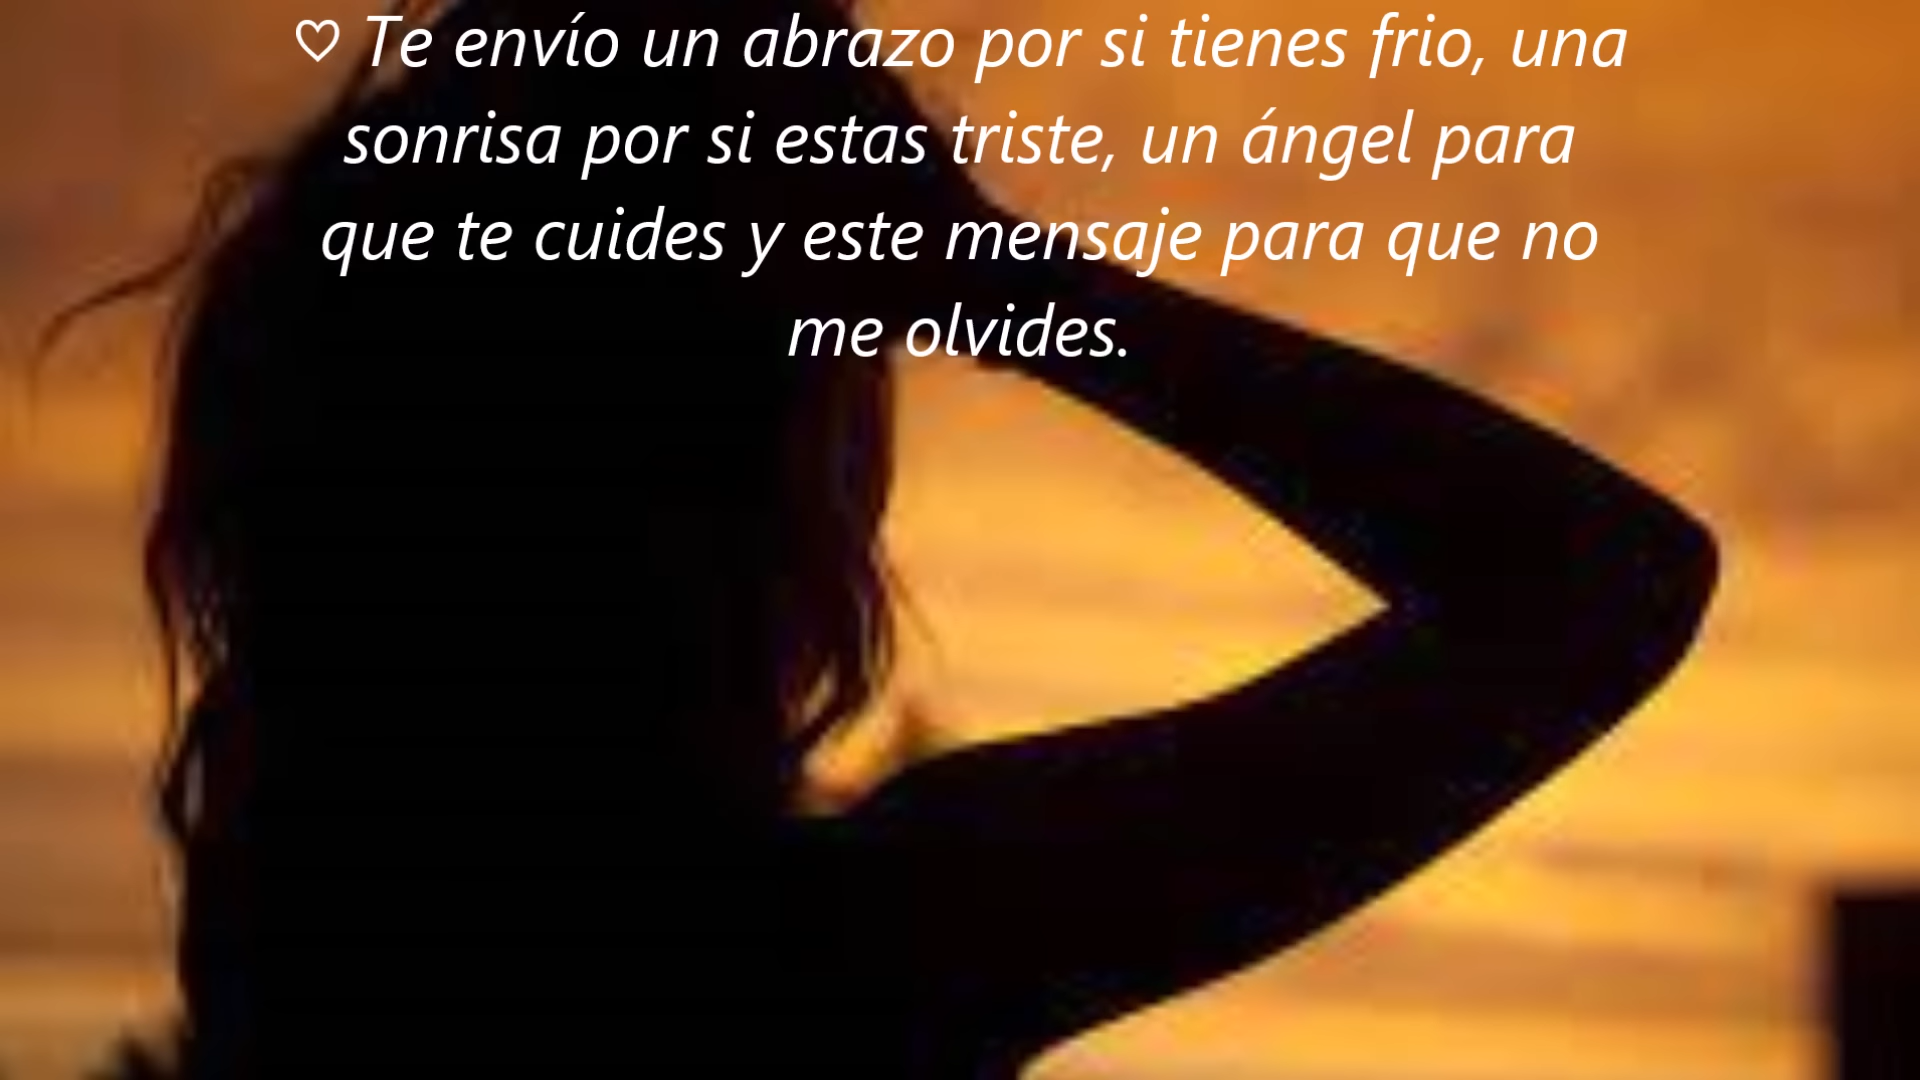 ♡ Te envío un abrazo por si tienes frio, una
sonrisa por si estas triste, un ángel para
que te cuides y este mensaje para que no
me olvides.